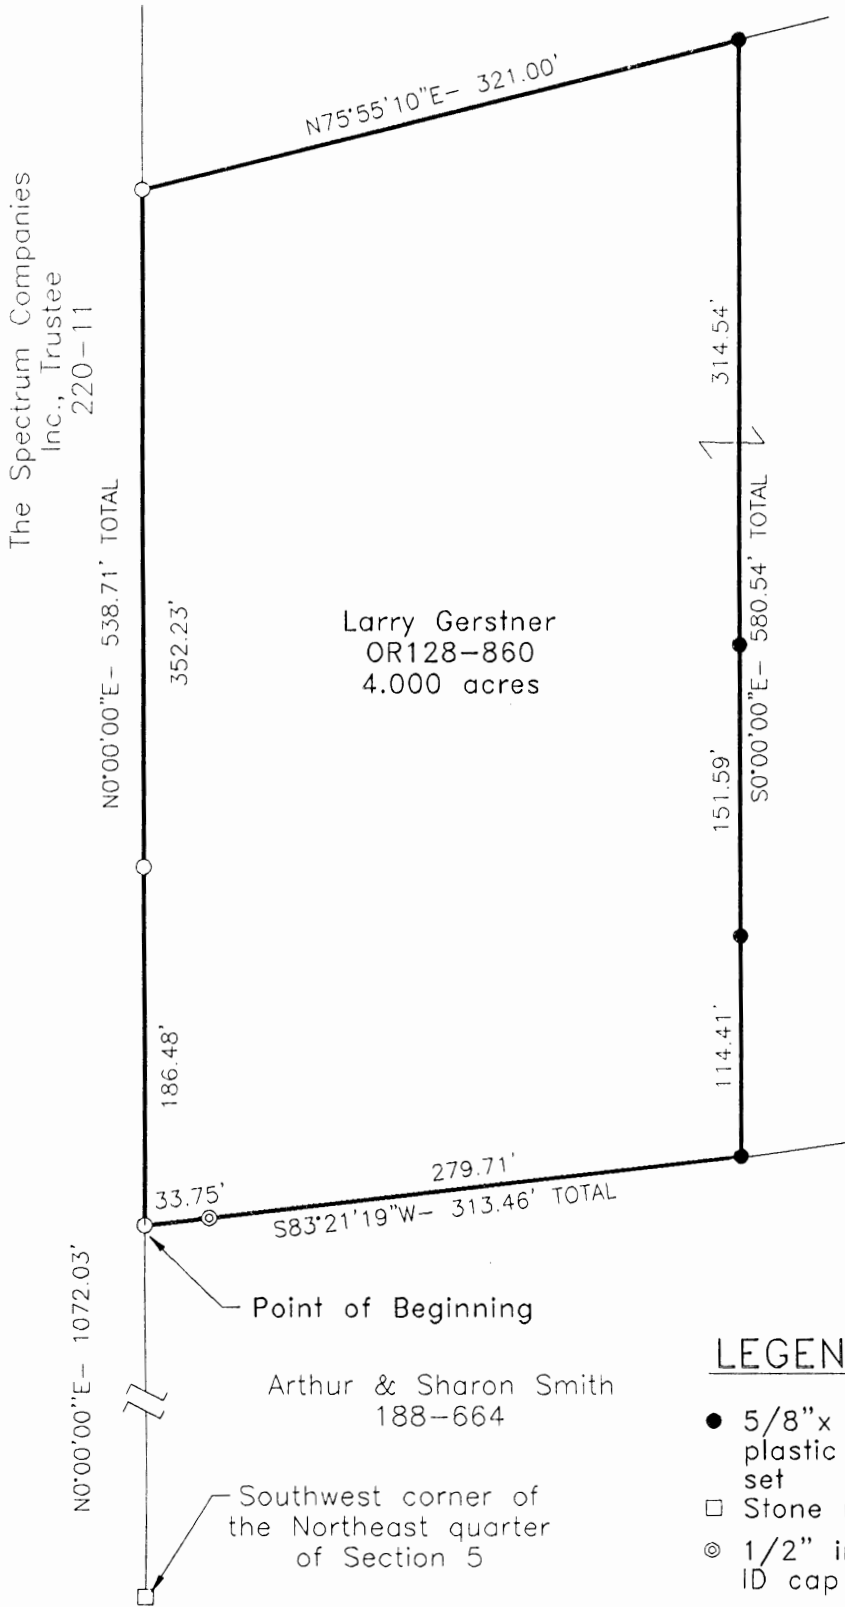 N75°55'10"E- 321.00'
The Spectrum Companies
Inc., Trustee
220-11
314.54'
N0°00'00"E- 538.71' TOTAL
352.23'
S0°00'00"E- 580.54' TOTAL
Larry Gerstner
OR128-860
4.000 acres
151.59'
114.41'
186.48'
279.71'
33.75'
S83°21'19"W- 313.46' TOTAL
N0°00'00"E- 1072.03'
Point of Beginning
Arthur & Sharon Smith
188-664
Southwest corner of
the Northeast quarter
of Section 5
LEGEN
5/8"x
plastic
set
Stone
1/2" i
ID cap